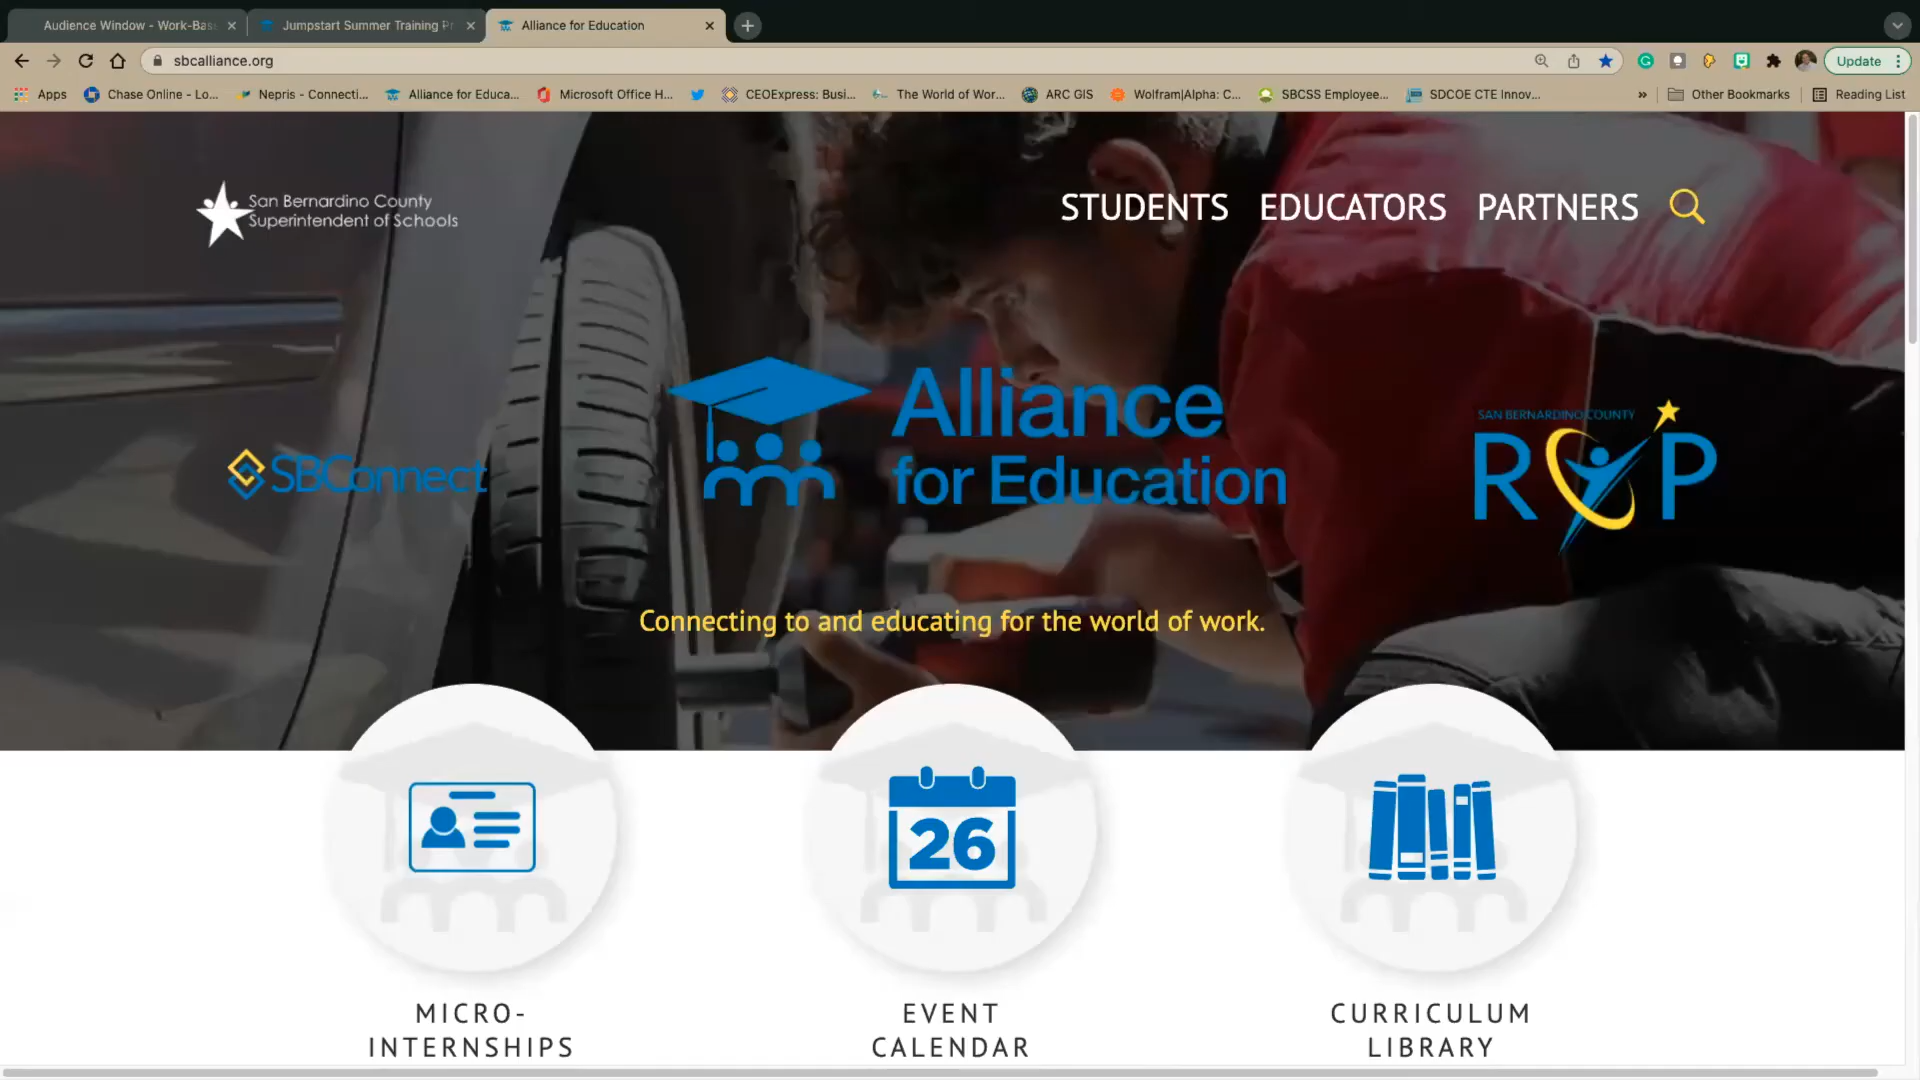 Audience Window - Work-Bas
Jumpstart Summer Training Pr
Alliance for Education
sbcalliance.org
Update
Apps
Chase Online - Lo...
Nepris - Connecti...
Alliance for Educa...
Microsoft Office H...
CEOExpress: Busi...
The World of Wor...
ARC GIS
Wolfram|Alpha: C...
SBCSS Employee...
SDCOE CTE Innov...
»
Other Bookmarks
Reading List
San Bernardino County
Superintendent of Schools
STUDENTS
EDUCATORS
PARTNERS
SBConnect
Alliance
for Education
SAN BERNARDINO COUNTY
ROP
Connecting to and educating for the world of work.
26
MICRO-
INTERNSHIPS
EVENT
CALENDAR
CURRICULUM
LIBRARY